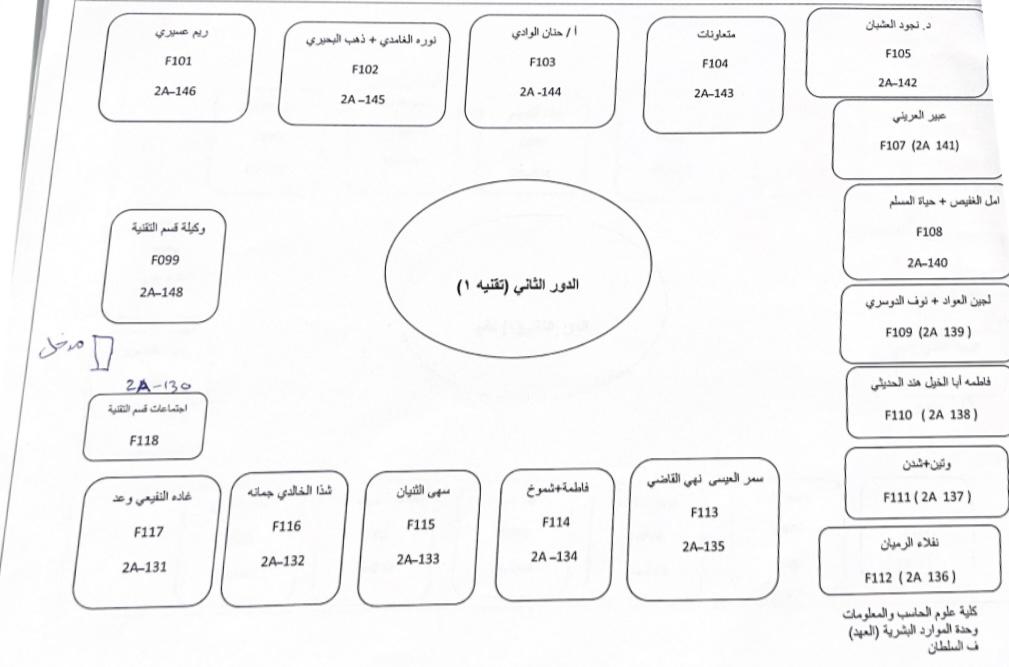 ريم عسيري
F101
2A–146
نوره الغامدي + ذهب البحيري
F102
2A –145
أ / حنان الوادي
F103
2A -144
متعاونات
F104
2A–143
د. نجود العشبان
F105
2A–142
عبير العريني
F107 (2A 141)
امل الغفيص + حياة المسلم
F108
2A–140
لجين العواد + نوف الدوسري
F109 (2A 139 )
فاطمه أبا الخيل هند الحديثي
F110 ( 2A 138 )
وتين+شدن
F111 ( 2A 137 )
نفلاء الرميان
F112 ( 2A 136 )
وكيلة قسم التقنية
F099
2A–148
الدور الثاني (تقنيه ١)
مدخل
2A-130
اجتماعات قسم التقنية
F118
غاده النفيعي وعد
F117
2A–131
شذا الخالدي جمانه
F116
2A–132
سهى الثنيان
F115
2A–133
فاطمة+شموخ
F114
2A –134
سمر العيسى نهي القاضي
F113
2A–135
كلية علوم الحاسب والمعلومات
وحدة الموارد البشرية (العهد)
ف السلطان